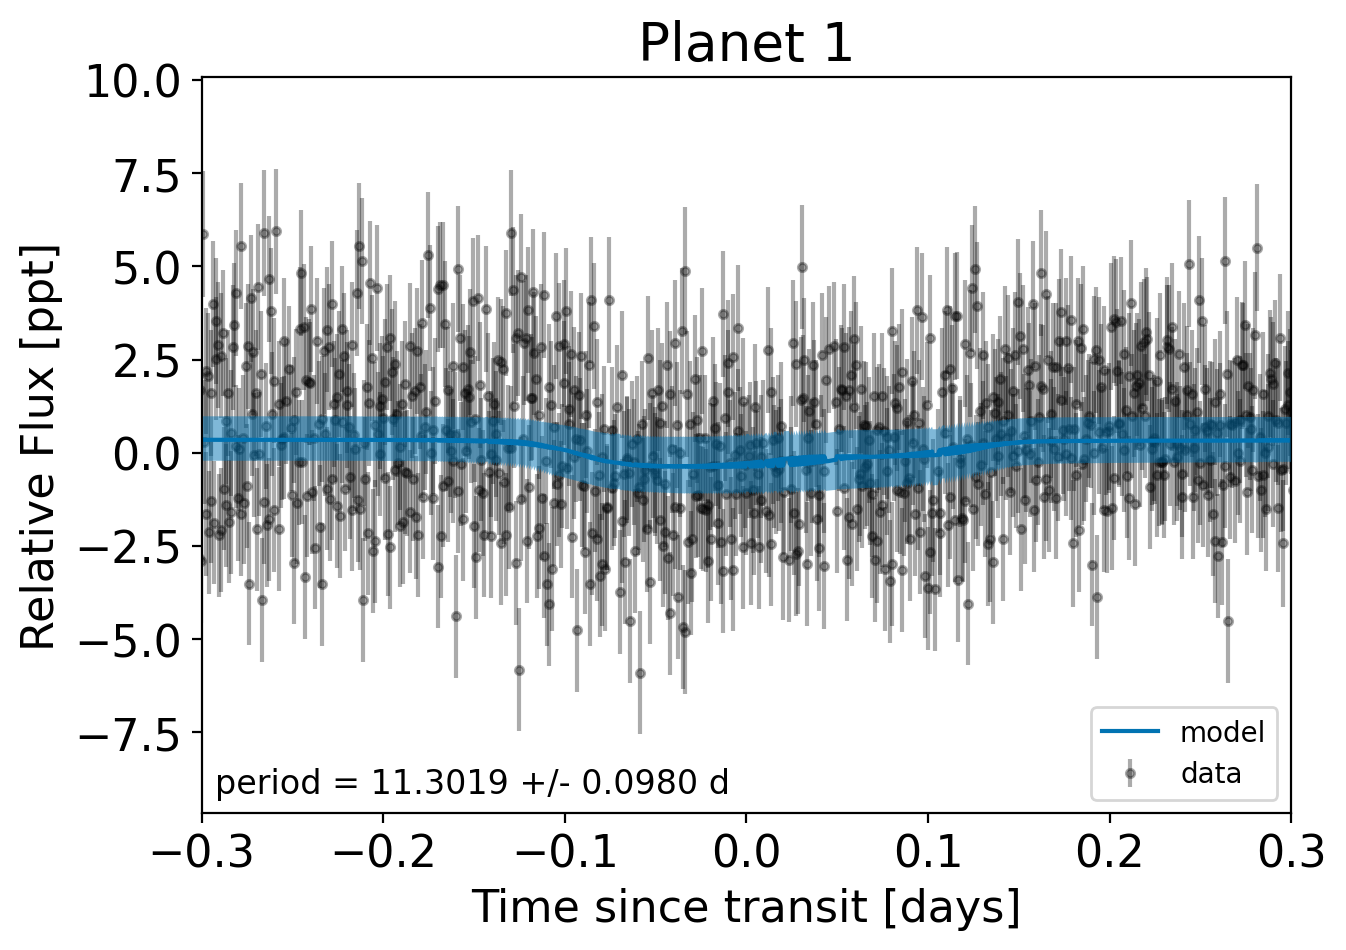 Planet 1
10.0
7.5
5.0
2.5
0.0
−2.5
−5.0
−7.5
Relative Flux [ppt]
model
data
period = 11.3019 +/- 0.0980 d
−0.3 −0.2 −0.1 0.0 0.1 0.2 0.3
Time since transit [days]